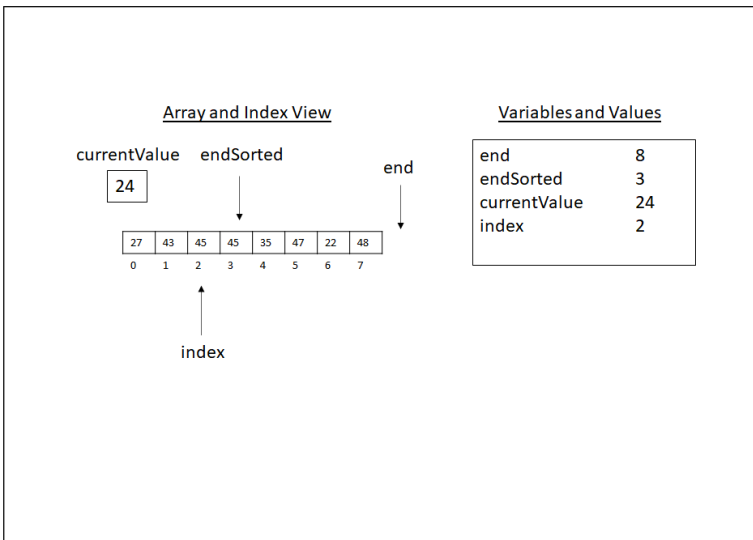 Array and Index View
Variables and Values
currentValue endSorted
end
24
27 43 45 45 35 47 22 48
0 1 2 3 4 5 6 7
index
end 8
endSorted 3
currentValue 24
index 2